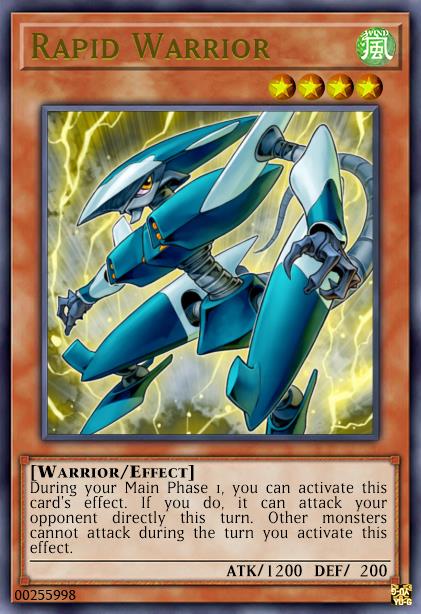 RAPID WARRIOR
WIND
風
[WARRIOR/EFFECT]
During your Main Phase 1, you can activate this
card's effect. If you do, it can attack your
opponent directly this turn. Other monsters
cannot attack during the turn you activate this
effect.
ATK/1200 DEF/ 200
00255998